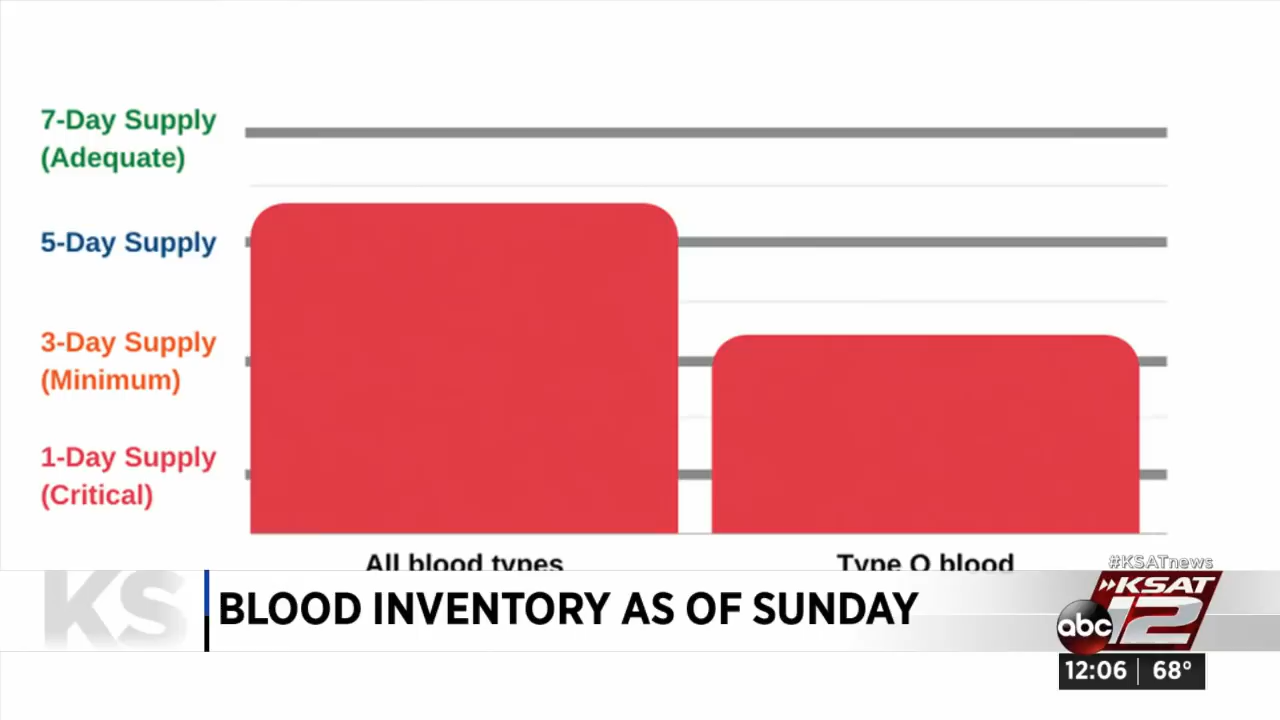 7-Day Supply
(Adequate)
5-Day Supply
3-Day Supply
(Minimum)
1-Day Supply
(Critical)
All blood types
Type O blood
#KSATnews
KS
BLOOD INVENTORY AS OF SUNDAY
KSAT
abc 12
12:06 68°